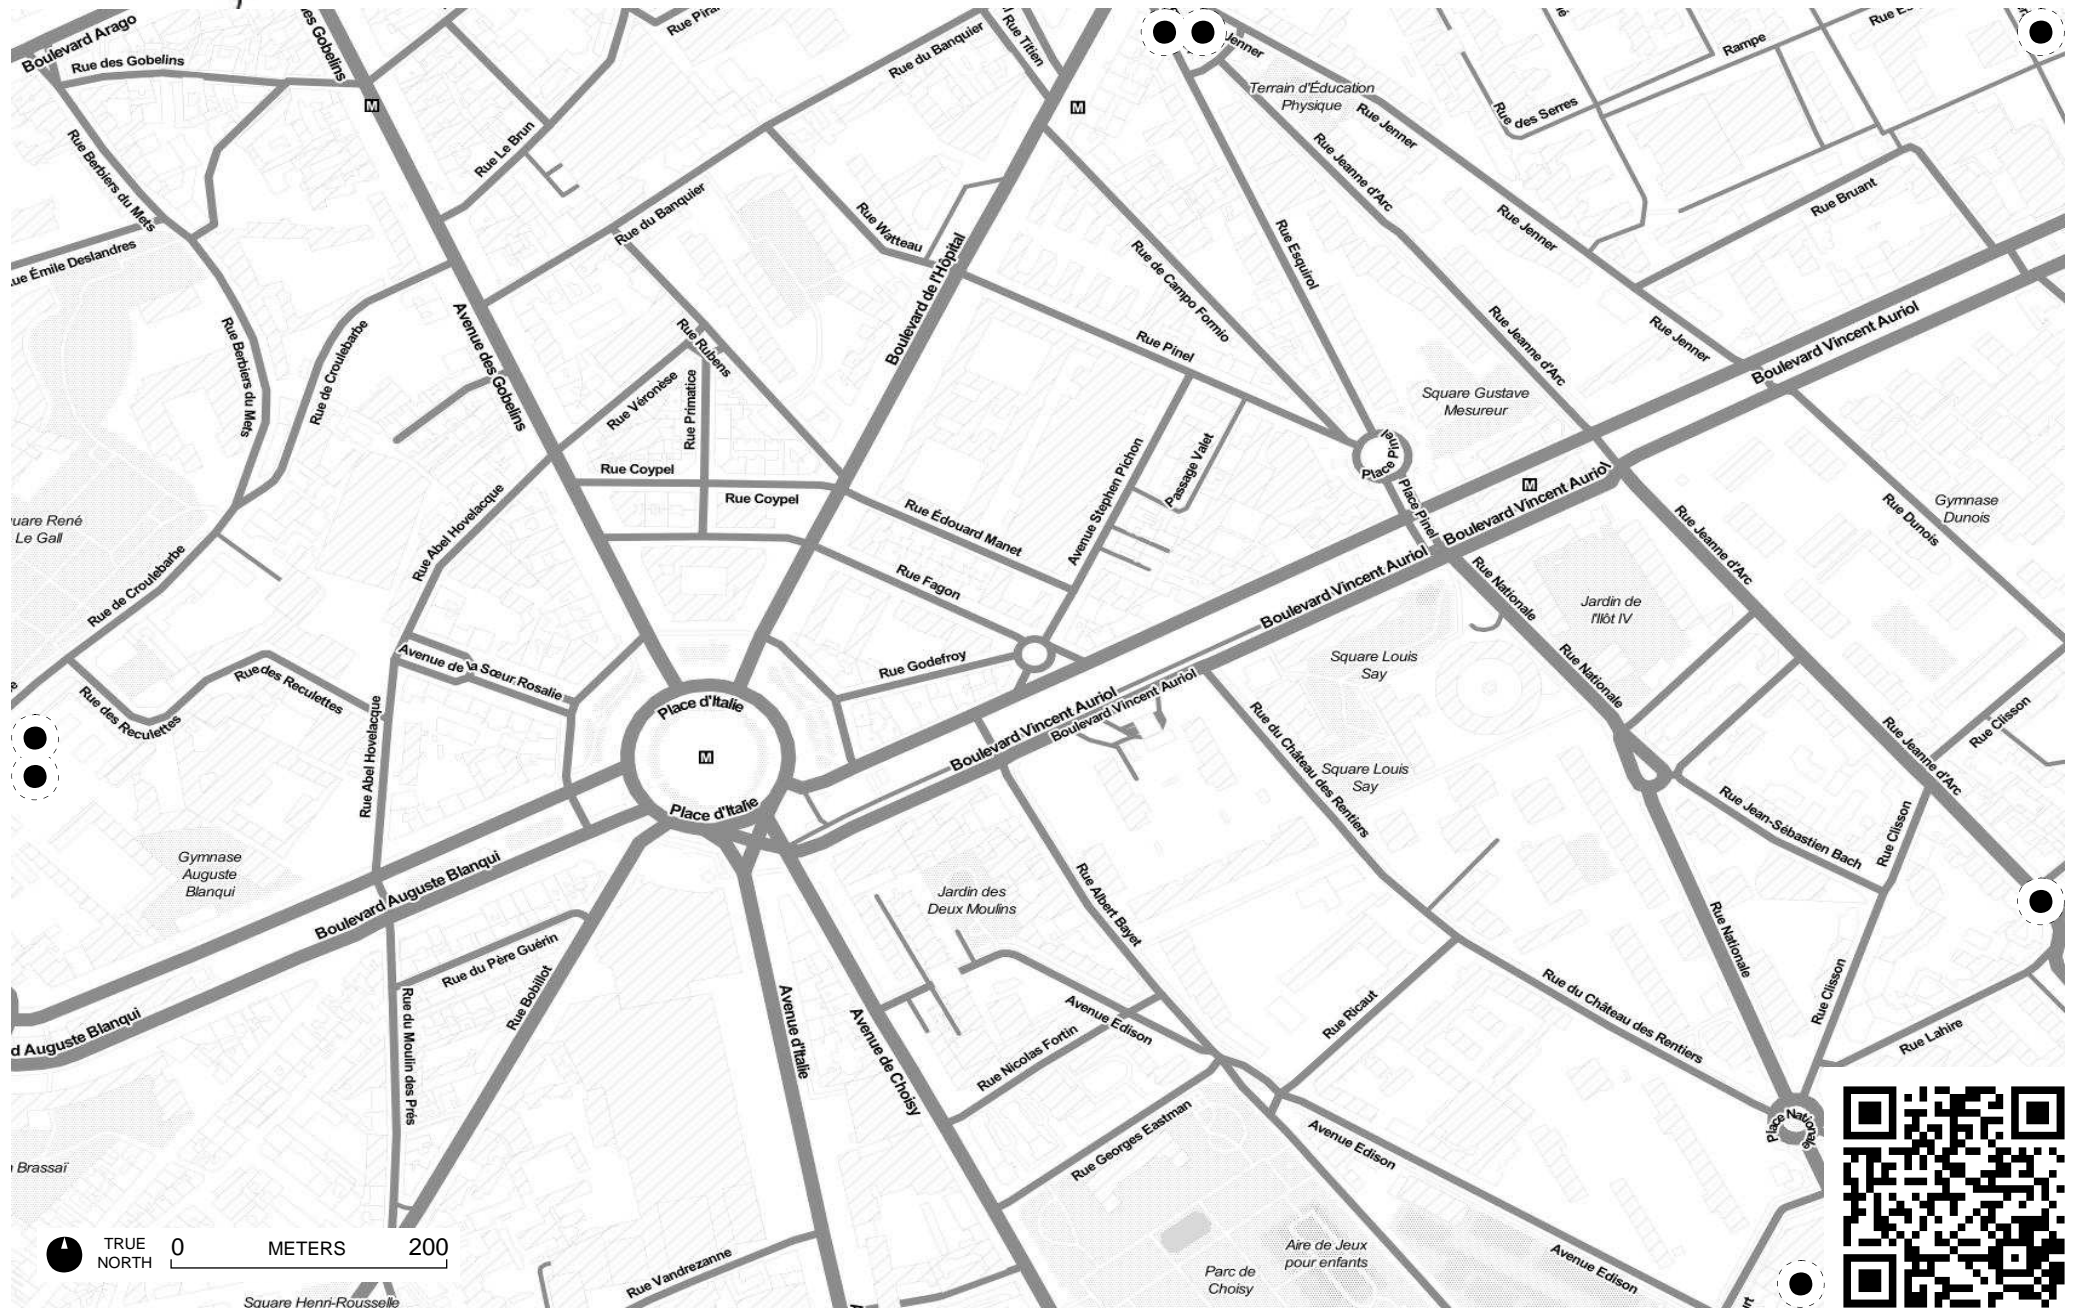 Boulevard Arago
Rue des Gobelins
des Gobelins
Rue Titien
Rue du Banquier
Jenner
Rampe
M
M
Terrain d'Éducation
Physique
Rue Jenner
Rue des Serres
Rue Berbiers du Mets
Rue Le Brun
Rue Jeanne d'Arc
Rue du Banquier
Rue Watteau
Rue Bruant
Rue Jenner
Rue Émile Deslandres
Boulevard de l'Hôpital
Rue de Campo Formio
Rue Esquirol
Avenue des Gobelins
Rue Berbiers du Mets
Rue de Croulebarbe
Rue Rubens
Rue Pinel
Rue Jeanne d'Arc
Rue Jenner
Boulevard Vincent Auriol
Rue Véronèse
Rue Primatice
Square Gustave
Mesureur
Rue Coypel
Rue Coypel
Avenue Stephen Pichon
Passage Valet
Place Pinel
Place Pinel
M
Boulevard Vincent Auriol
Rue Abel Hovelacque
Rue Édouard Manet
Rue Jeanne d'Arc
Rue Dunois
Gymnase
Dunois
uare René
Le Gall
Rue de Croulebarbe
Rue Fagon
Boulevard Vincent Auriol
Rue Nationale
Jardin de
l'Ilôt IV
Avenue de la Sœur Rosalie
Rue Godefroy
Square Louis
Say
Rue Nationale
Rue des Reculettes
Rue des Reculettes
Rue Abel Hovelacque
Place d'Italie
M
Place d'Italie
Boulevard Vincent Auriol
Boulevard Vincent Auriol
Rue du Château des Rentiers
Square Louis
Say
Rue Jeanne d'Arc
Rue Clisson
Rue Jean-Sébastien Bach
Rue Clisson
Gymnase
Auguste
Blanqui
Boulevard Auguste Blanqui
Jardin des
Deux Moulins
Rue Albert Bayet
Rue du Père Guérin
Rue Bobillot
Rue Nationale
Rue Clisson
Rue du Château des Rentiers
d Auguste Blanqui
Rue du Moulin des Prés
Avenue d'Italie
Avenue de Choisy
Avenue Edison
Rue Nicolas Fortin
Rue Ricaut
Rue Lahire
Rue Georges Eastman
Avenue Edison
Place Nationale
Brassaï
TRUE
NORTH
0 METERS 200
Rue Vandrezanne
Parc de
Choisy
Aire de Jeux
pour enfants
Avenue Edison
Square Henri-Rousselle